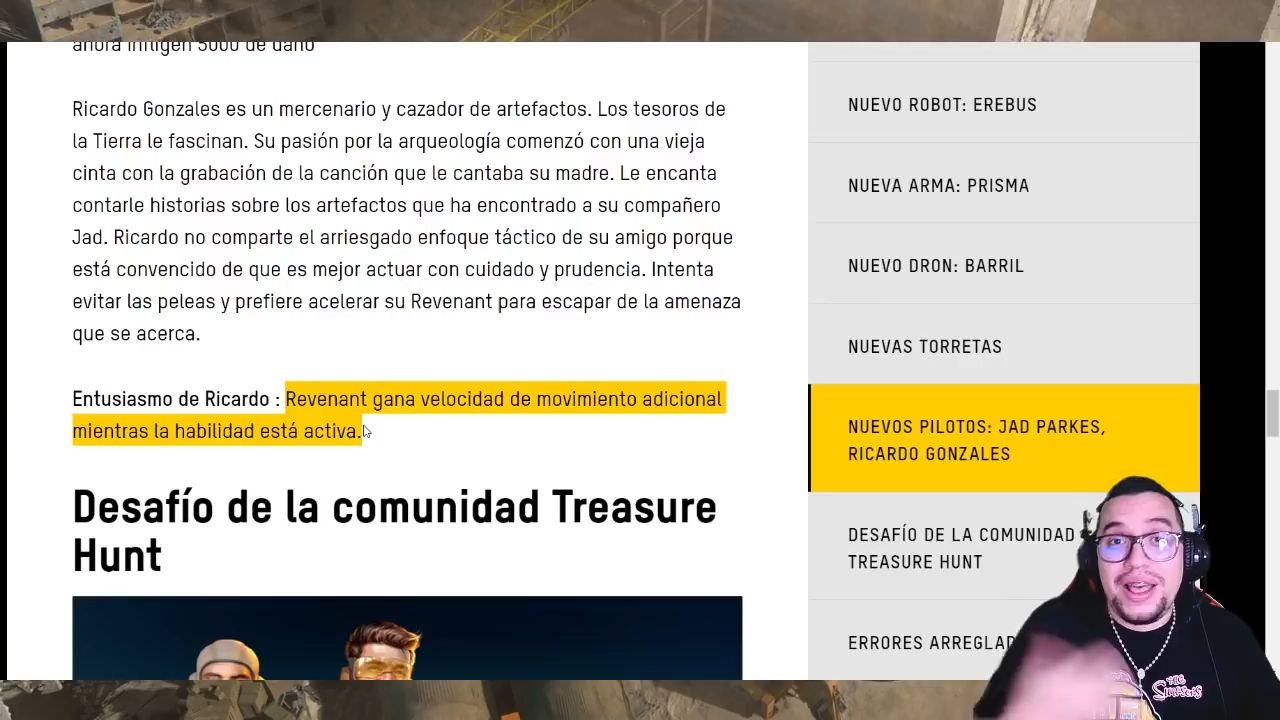 ahora infligen 5000 de daño
Ricardo Gonzales es un mercenario y cazador de artefactos. Los tesoros de
la Tierra le fascinan. Su pasión por la arqueología comenzó con una vieja
cinta con la grabación de la canción que le cantaba su madre. Le encanta
contarle historias sobre los artefactos que ha encontrado a su compañero
Jad. Ricardo no comparte el arriesgado enfoque táctico de su amigo porque
está convencido de que es mejor actuar con cuidado y prudencia. Intenta
evitar las peleas y prefiere acelerar su Revenant para escapar de la amenaza
que se acerca.
Entusiasmo de Ricardo : Revenant gana velocidad de movimiento adicional
mientras la habilidad está activa.
Desafío de la comunidad Treasure
Hunt
NUEVO ROBOT: EREBUS
NUEVA ARMA: PRISMA
NUEVO DRON: BARRIL
NUEVAS TORRETAS
NUEVOS PILOTOS: JAD PARKES,
RICARDO GONZALES
DESAFÍO DE LA COMUNIDAD
TREASURE HUNT
ERRORES ARREGLAD
THE
SIMPSONS